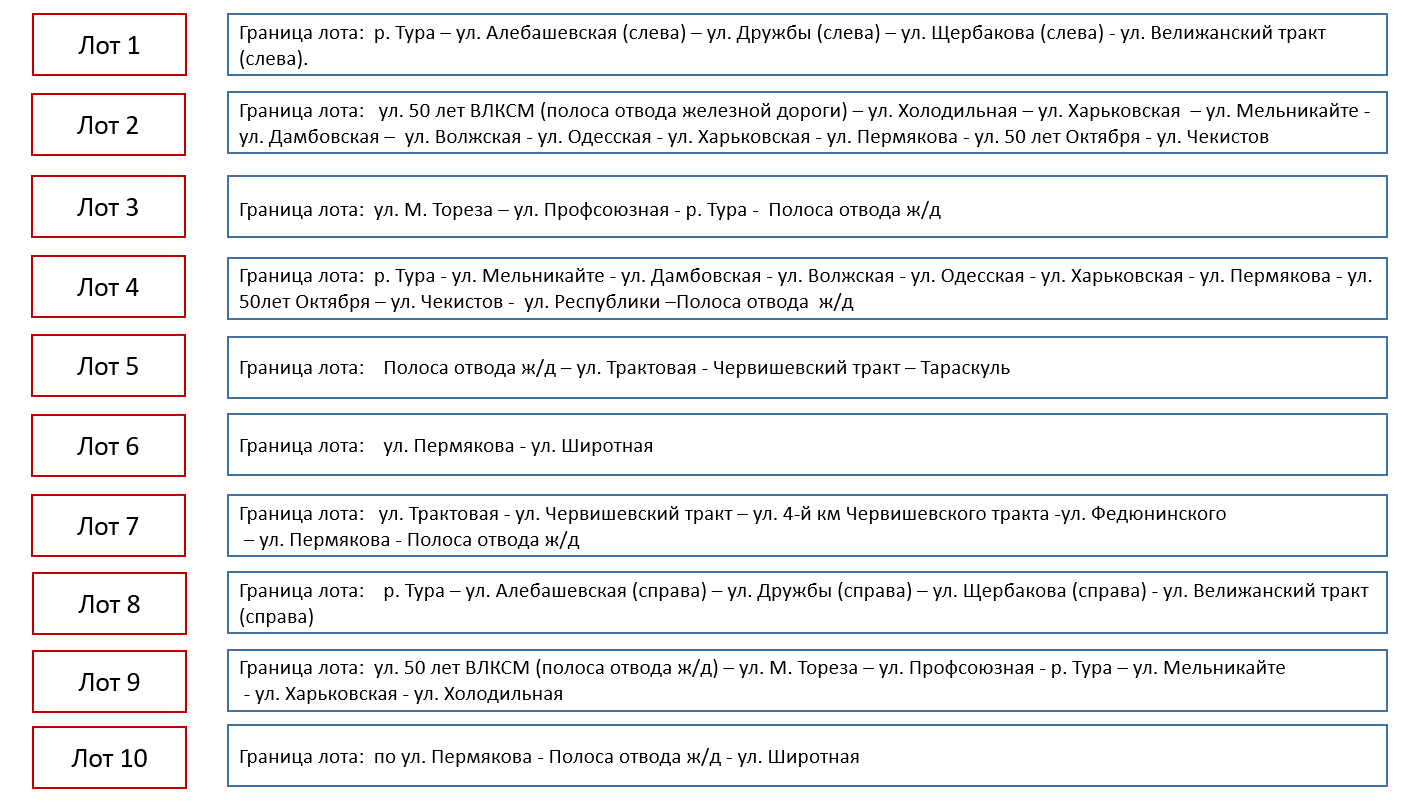 Лот 1
Граница лота: р. Тура – ул. Алебашевская (слева) – ул. Дружбы (слева) – ул. Щербакова (слева) - ул. Велижанский тракт
(слева).
Лот 2
Граница лота: ул. 50 лет ВЛКСМ (полоса отвода железной дороги) – ул. Холодильная – ул. Харьковская – ул. Мельникайте -
ул. Дамбовская – ул. Волжская - ул. Одесская - ул. Харьковская - ул. Пермякова - ул. 50 лет Октября - ул. Чекистов
Лот 3
Граница лота: ул. М. Тореза – ул. Профсоюзная - р. Тура - Полоса отвода ж/д
Лот 4
Граница лота: р. Тура - ул. Мельникайте - ул. Дамбовская - ул. Волжская - ул. Одесская - ул. Харьковская - ул. Пермякова - ул.
50лет Октября – ул. Чекистов - ул. Республики –Полоса отвода ж/д
Лот 5
Граница лота: Полоса отвода ж/д – ул. Трактовая - Червишевский тракт – Тараскуль
Лот 6
Граница лота: ул. Пермякова - ул. Широтная
Лот 7
Граница лота: ул. Трактовая - ул. Червишевский тракт – ул. 4-й км Червишевского тракта -ул. Федюнинского
– ул. Пермякова - Полоса отвода ж/д
Лот 8
Граница лота: р. Тура – ул. Алебашевская (справа) – ул. Дружбы (справа) – ул. Щербакова (справа) - ул. Велижанский тракт
(справа)
Лот 9
Граница лота: ул. 50 лет ВЛКСМ (полоса отвода ж/д) – ул. М. Тореза – ул. Профсоюзная - р. Тура – ул. Мельникайте
- ул. Харьковская - ул. Холодильная
Лот 10
Граница лота: по ул. Пермякова - Полоса отвода ж/д - ул. Широтная